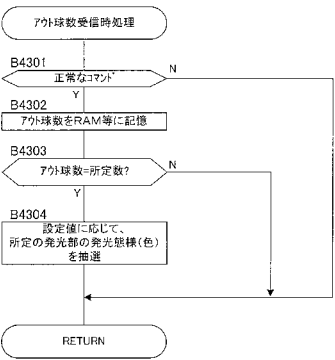 アウト球数受信時処理
B4301
正常なコマンド
N
Y
B4302
アウト球数をRAM等に記憶
B4303
アウト球数=所定数?
N
Y
B4304
設定値に応じて、
所定の発光部の発光態様(色)
を抽選
RETURN